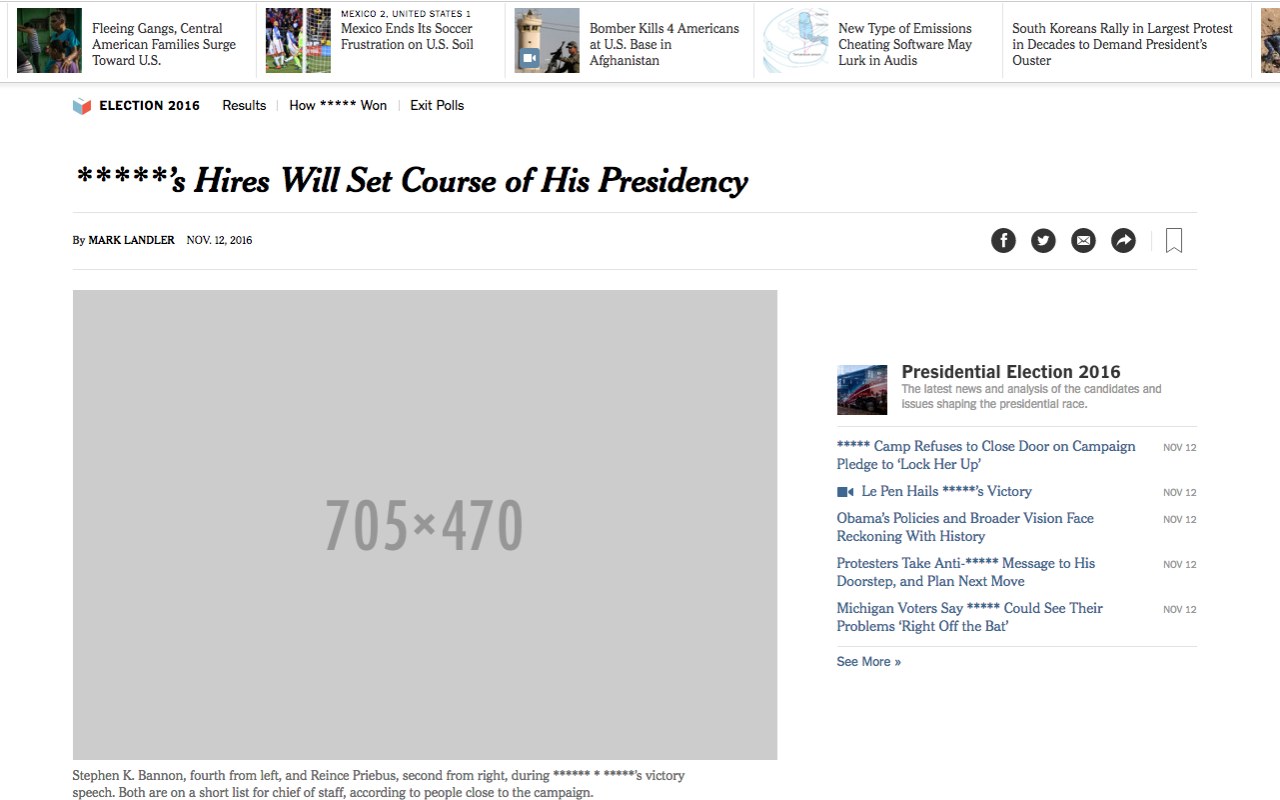 Fleeing Gangs, Central
American Families Surge
Toward U.S.
MEXICO 2, UNITED STATES 1
Mexico Ends Its Soccer
Frustration on U.S. Soil
Bomber Kills 4 Americans
at U.S. Base in
Afghanistan
New Type of Emissions
Cheating Software May
Lurk in Audis
South Koreans Rally in Largest Protest
in Decades to Demand President's
Ouster
ELECTION 2016 Results How ***** Won Exit Polls
*****'s Hires Will Set Course of His Presidency
By MARK LANDLER NOV. 12, 2016
705×470
Presidential Election 2016
The latest news and analysis of the candidates and
issues shaping the presidential race.
***** Camp Refuses to Close Door on Campaign NOV 12
Pledge to ‘Lock Her Up’
Le Pen Hails *****'s Victory NOV 12
Obama's Policies and Broader Vision Face NOV 12
Reckoning With History
Protesters Take Anti-***** Message to His NOV 12
Doorstep, and Plan Next Move
Michigan Voters Say ***** Could See Their NOV 12
Problems ‘Right Off the Bat’
See More »
Stephen K. Bannon, fourth from left, and Reince Priebus, second from right, during ****** * *****'s victory
speech. Both are on a short list for chief of staff, according to people close to the campaign.